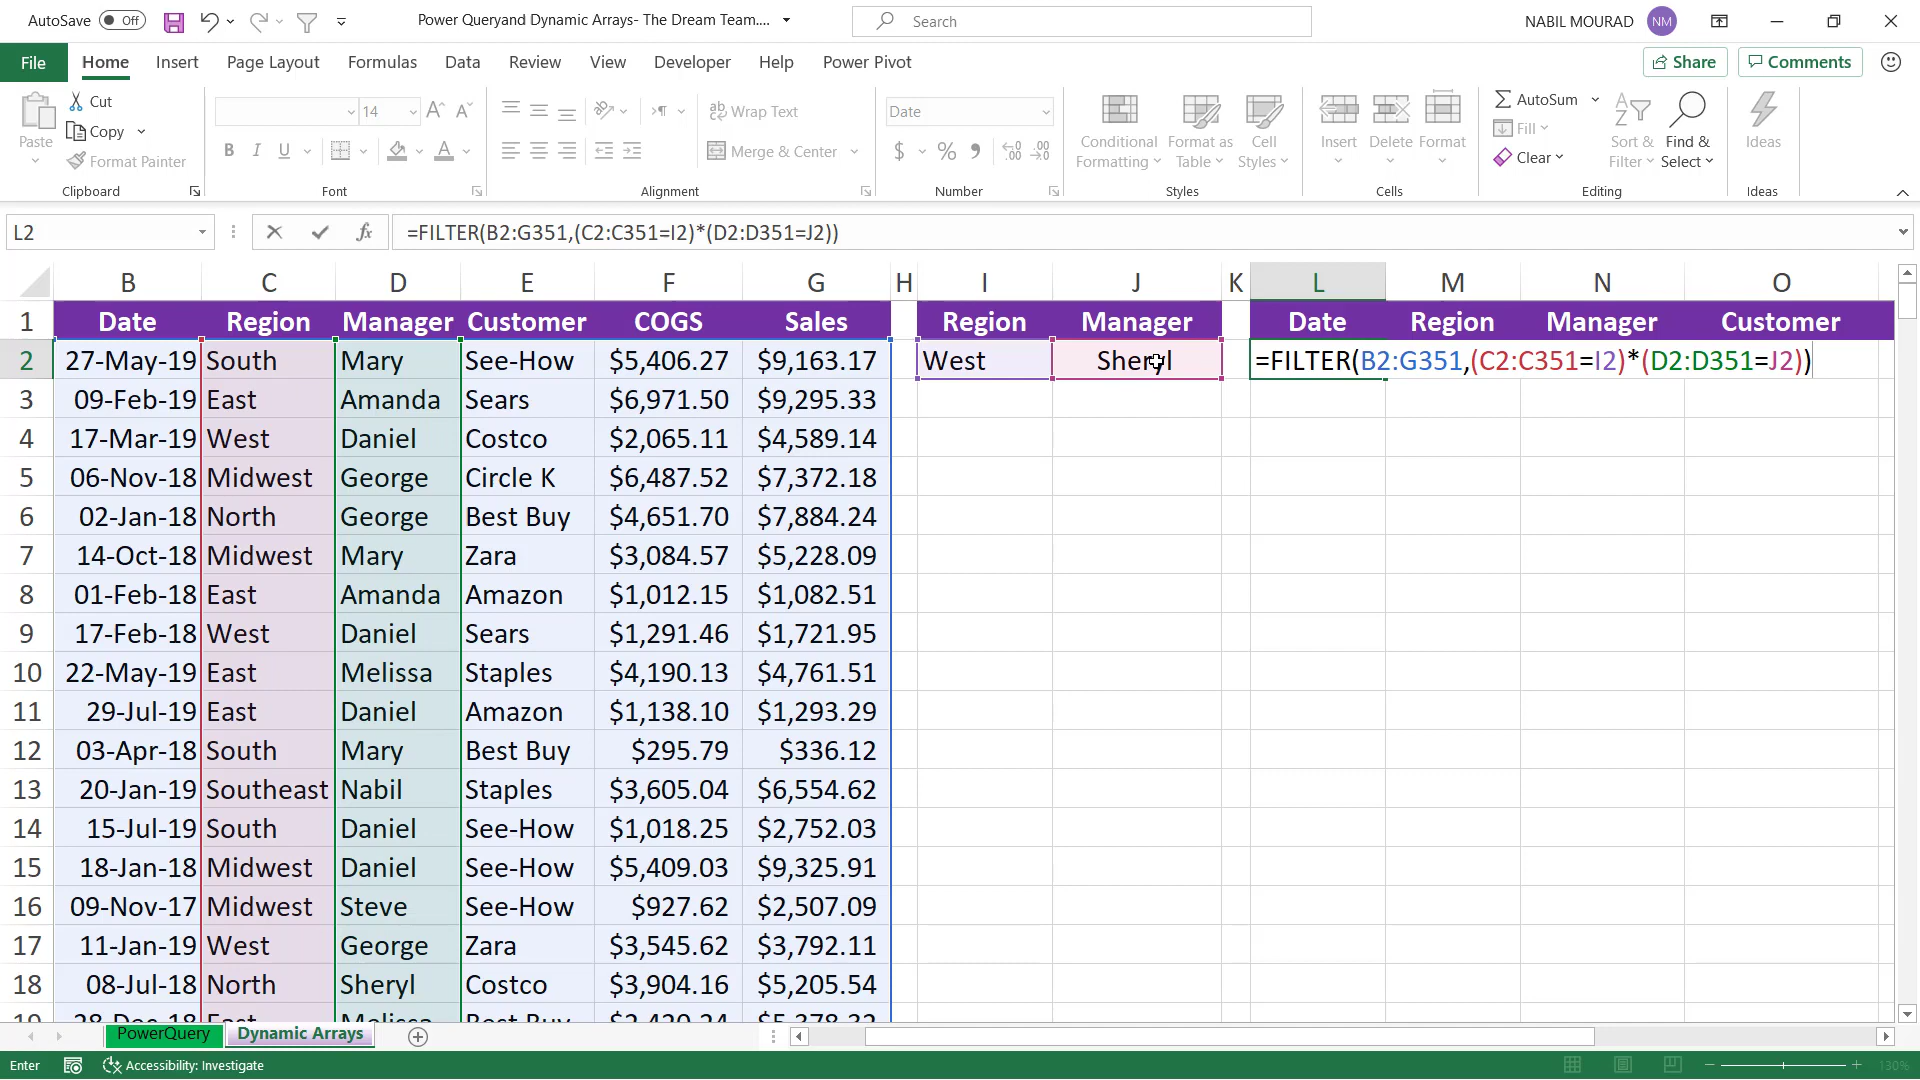 AutoSave Off Power Queryand Dynamic Arrays- The Dream Team.... Search NABIL MOURAD NM
File Home Insert Page Layout Formulas Data Review View Developer Help Power Pivot Share Comments
Paste Cut Copy Format Painter Clipboard
14 B I U Font
Wrap Text Merge & Center Alignment
Date $ % Number
Conditional Formatting Format as Table Cell Styles Styles
Insert Delete Format Cells
AutoSum Fill Clear Sort & Filter Find & Select Editing
Ideas Ideas
L2 fx =FILTER(B2:G351,(C2:C351=I2)*(D2:D351=J2))
B C D E F G H I J K L M N O
1 Date Region Manager Customer COGS Sales Region Manager Date Region Manager Customer
2 27-May-19 South Mary See-How $5,406.27 $9,163.17 West Sheryl =FILTER(B2:G351,(C2:C351=I2)*(D2:D351=J2))
3 09-Feb-19 East Amanda Sears $6,971.50 $9,295.33
4 17-Mar-19 West Daniel Costco $2,065.11 $4,589.14
5 06-Nov-18 Midwest George Circle K $6,487.52 $7,372.18
6 02-Jan-18 North George Best Buy $4,651.70 $7,884.24
7 14-Oct-18 Midwest Mary Zara $3,084.57 $5,228.09
8 01-Feb-18 East Amanda Amazon $1,012.15 $1,082.51
9 17-Feb-18 West Daniel Sears $1,291.46 $1,721.95
10 22-May-19 East Melissa Staples $4,190.13 $4,761.51
11 29-Jul-19 East Daniel Amazon $1,138.10 $1,293.29
12 03-Apr-18 South Mary Best Buy $295.79 $336.12
13 20-Jan-19 Southeast Nabil Staples $3,605.04 $6,554.62
14 15-Jul-19 South Daniel See-How $1,018.25 $2,752.03
15 18-Jan-18 Midwest Daniel See-How $5,409.03 $9,325.91
16 09-Nov-17 Midwest Steve See-How $927.62 $2,507.09
17 11-Jan-19 West George Zara $3,545.62 $3,792.11
18 08-Jul-18 North Sheryl Costco $3,904.16 $5,205.54
PowerQuery Dynamic Arrays
Enter Accessibility: Investigate 130%